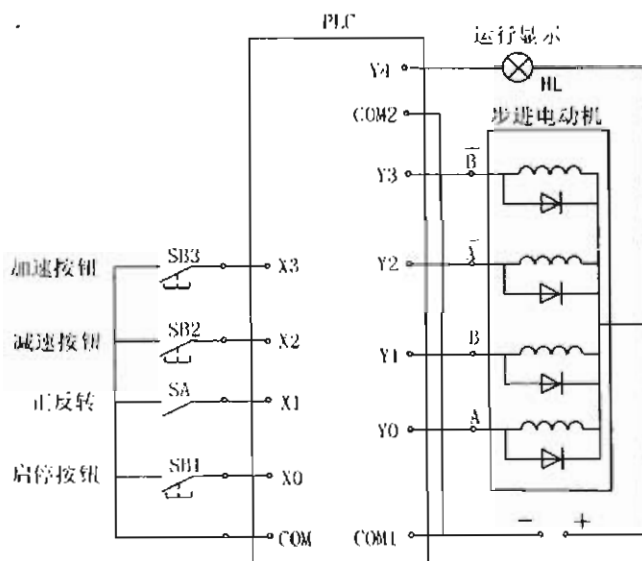 PLC
运行显示
Y4
HL
COM2
步进电动机
Y3
B̅
加速按钮
SB3
X3
Y2
A̅
减速按钮
SB2
X2
Y1
B
正反转
SA
X1
Y0
A
启停按钮
SB1
X0
COM
COM1
−
+